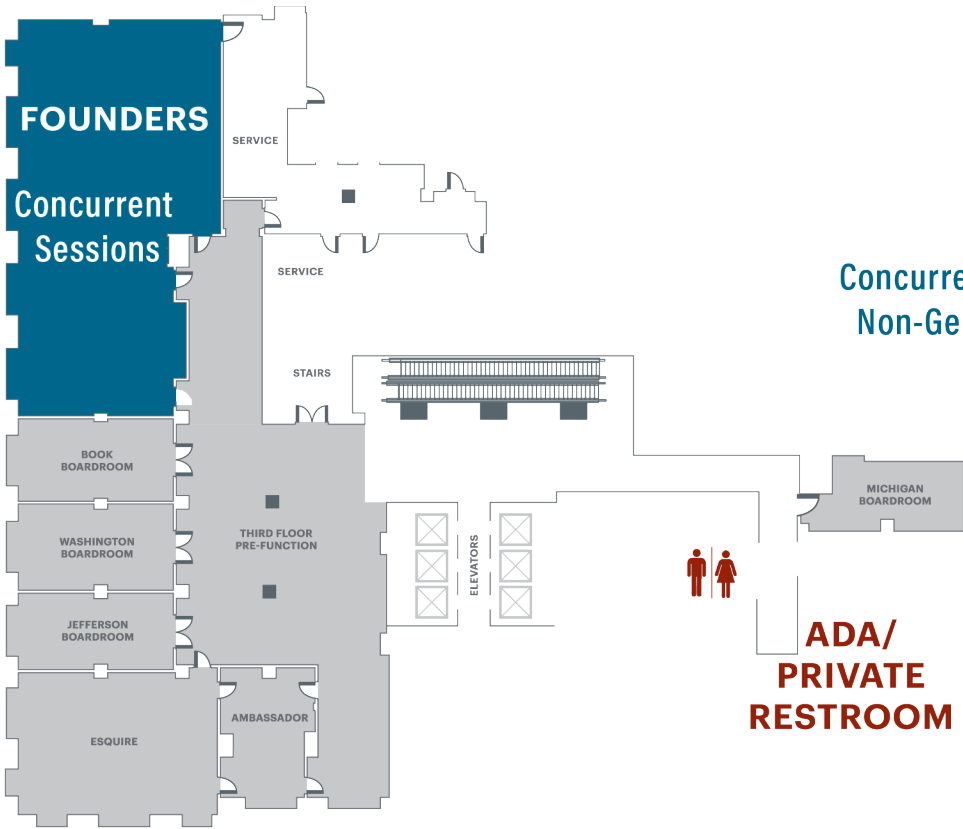 FOUNDERS
Concurrent
Sessions
SERVICE
SERVICE
STAIRS
Concurre
Non-Ge
BOOK
BOARDROOM
WASHINGTON
BOARDROOM
JEFFERSON
BOARDROOM
THIRD FLOOR
PRE-FUNCTION
ELEVATORS
MICHIGAN
BOARDROOM
ADA/
PRIVATE
RESTROOM
AMBASSADOR
ESQUIRE